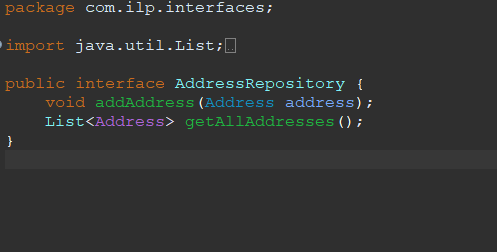 package com.ilp.interfaces;
import java.util.List;
public interface AddressRepository {
    void addAddress(Address address);
    List<Address> getAllAddresses();
}